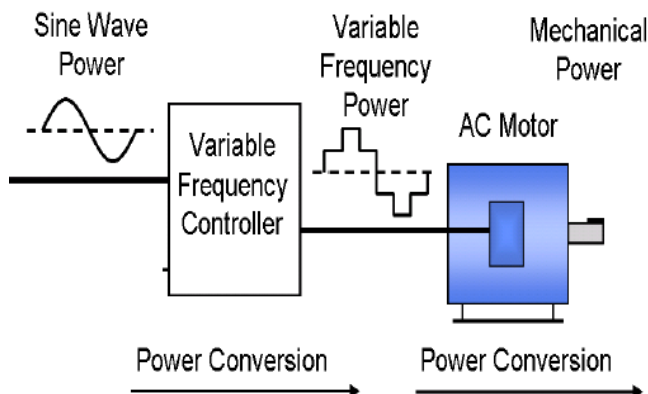 Sine Wave
Power
Variable
Frequency
Power
Mechanical
Power
AC Motor
Variable
Frequency
Controller
Power Conversion
Power Conversion